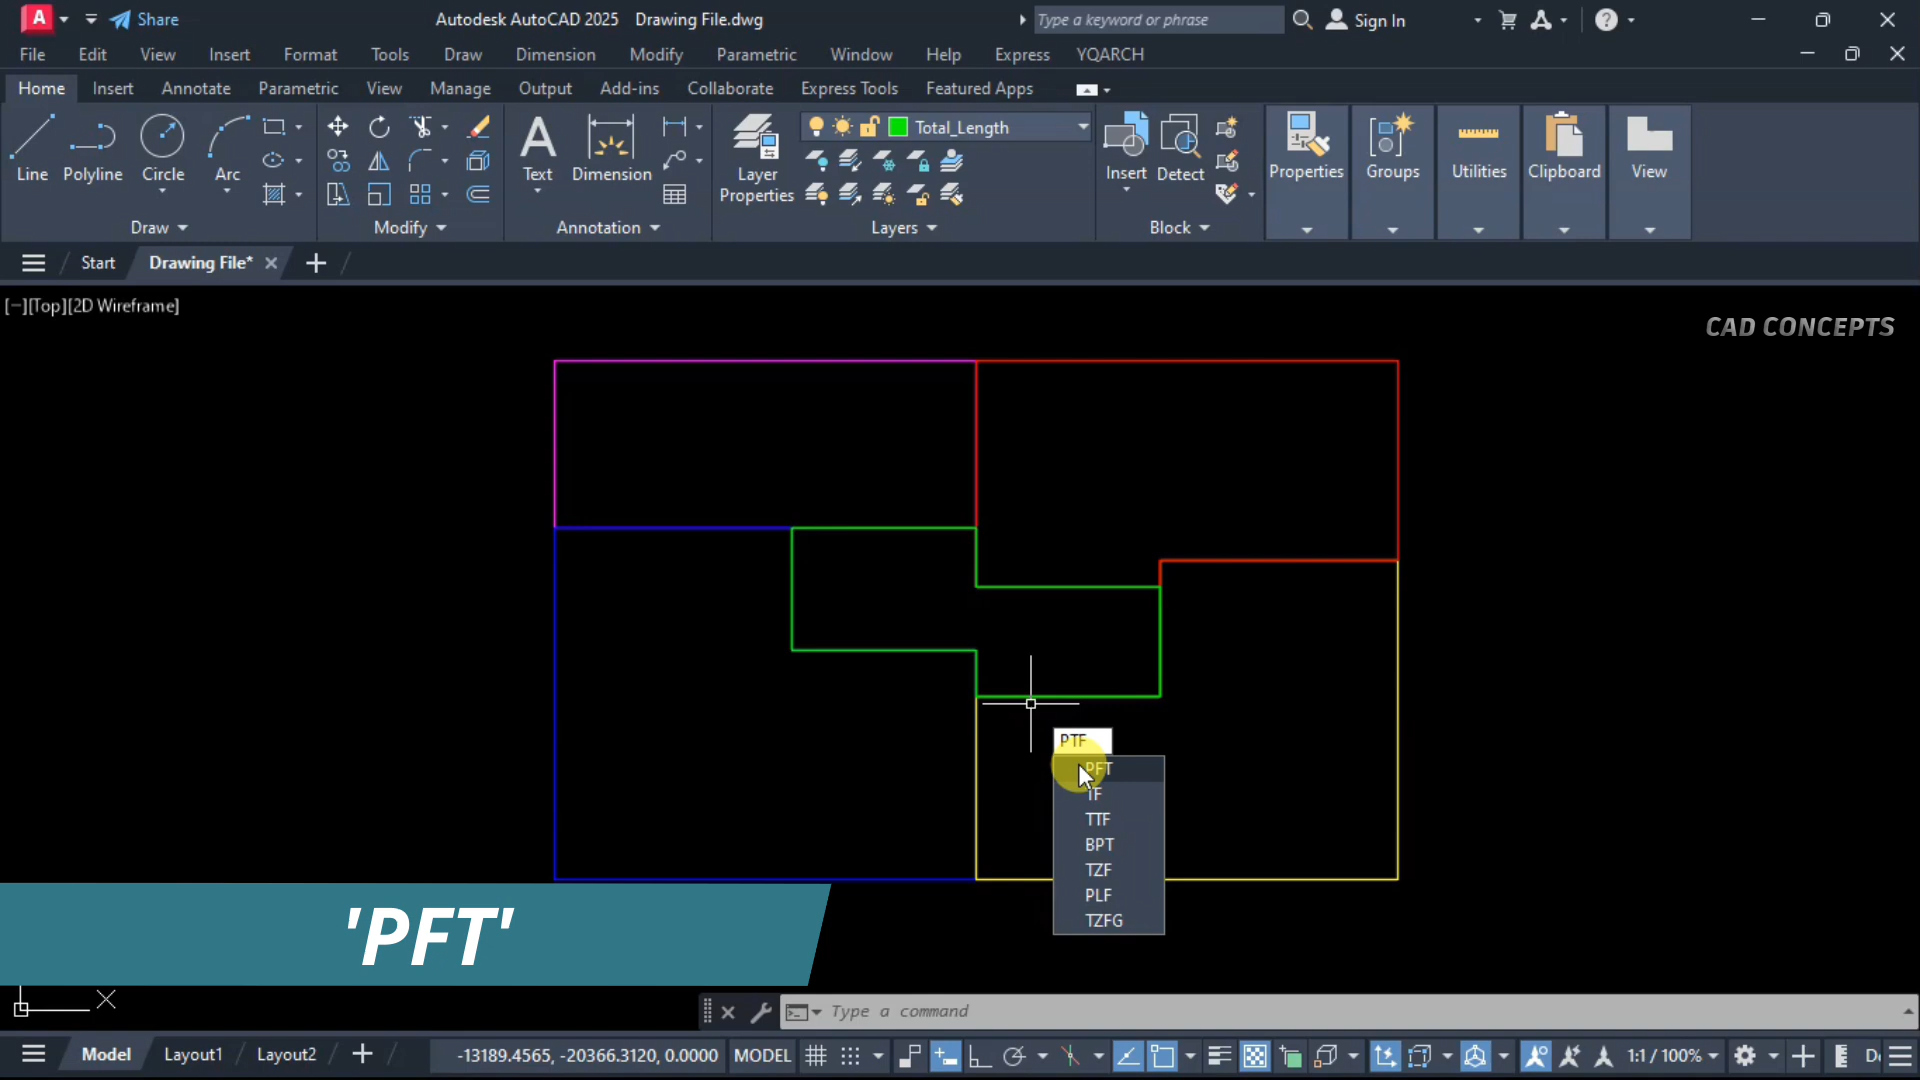 A Share Autodesk AutoCAD 2025 Drawing File.dwg Type a keyword or phrase Sign In
File Edit View Insert Format Tools Draw Dimension Modify Parametric Window Help Express YQARCH
Home Insert Annotate Parametric View Manage Output Add-ins Collaborate Express Tools Featured Apps
Total_Length
Line Polyline Circle Arc Text Dimension Layer Properties Insert Detect Properties Groups Utilities Clipboard View
Draw Modify Annotation Layers Block
Start Drawing File*
[−][Top][2D Wireframe]
CAD CONCEPTS
PTF
PFT
TF
TTF
BPT
TZF
PLF
TZFG
'PFT'
Type a command
Model Layout1 Layout2 -13189.4565, -20366.3120, 0.0000 MODEL 1:1 / 100%